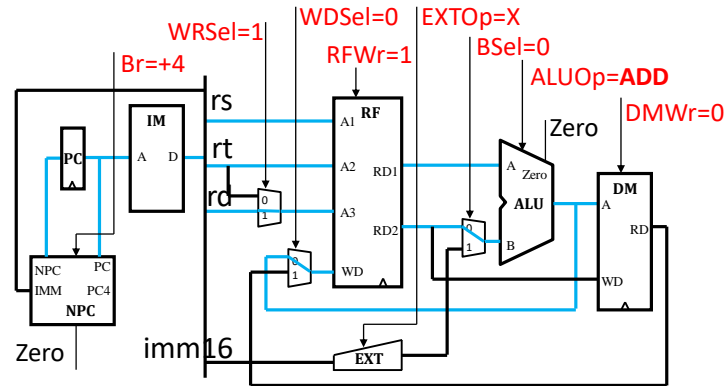 WDSel=0 EXTOp=X
WRSel=1 BSel=0
Br=+4 RFWr=1 ALUOp=ADD
DMWr=0
rs
IM RF Zero
A1
PC A D rt A2 RD1 A Zero DM
rd 0 A3 ALU A
1 RD2 0 RD
NPC PC 0 WD 1 B
IMM PC4 1 WD
NPC
Zero imm16 EXT